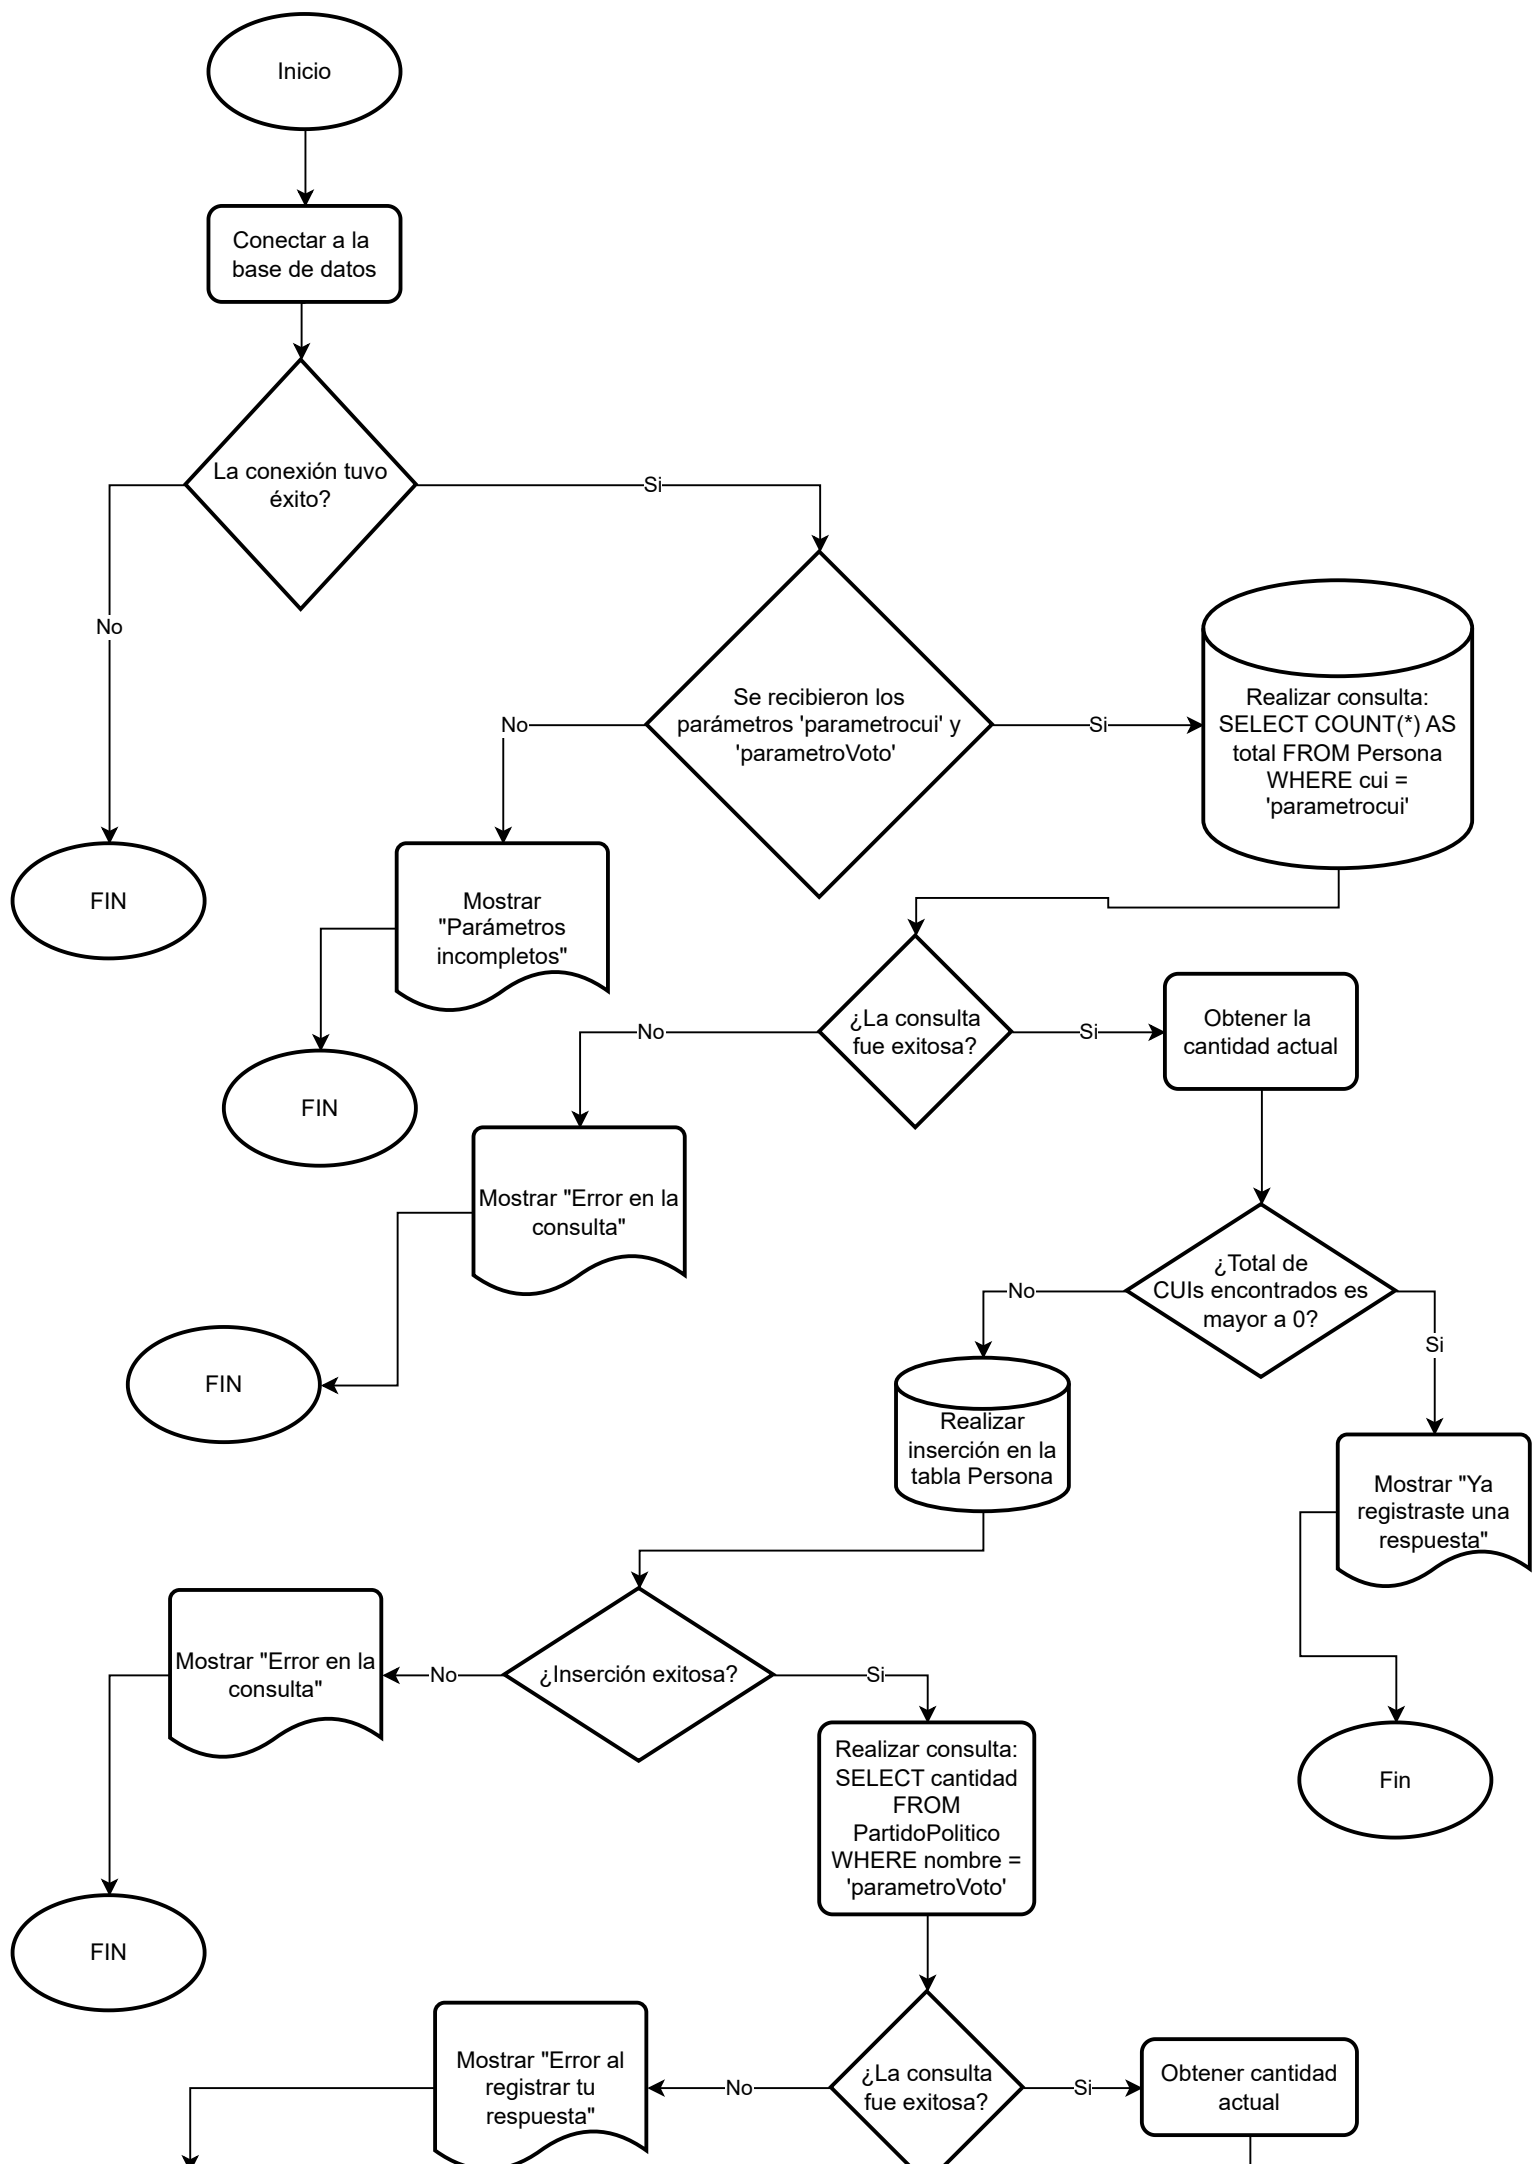 Inicio
Conectar a la
base de datos
La conexión tuvo
éxito?
Si
No
Se recibieron los
parámetros 'parametrocui' y
'parametroVoto'
No
Si
Realizar consulta:
SELECT COUNT(*) AS
total FROM Persona
WHERE cui =
'parametrocui'
FIN
Mostrar
"Parámetros
incompletos"
FIN
¿La consulta
fue exitosa?
No
Si
Obtener la
cantidad actual
Mostrar "Error en la
consulta"
FIN
¿Total de
CUIs encontrados es
mayor a 0?
No
Si
Realizar
inserción en la
tabla Persona
Mostrar "Ya
registraste una
respuesta"
Fin
¿Inserción exitosa?
No
Si
Mostrar "Error en la
consulta"
FIN
Realizar consulta:
SELECT cantidad
FROM
PartidoPolitico
WHERE nombre =
'parametroVoto'
¿La consulta
fue exitosa?
No
Si
Mostrar "Error al
registrar tu
respuesta"
Obtener cantidad
actual